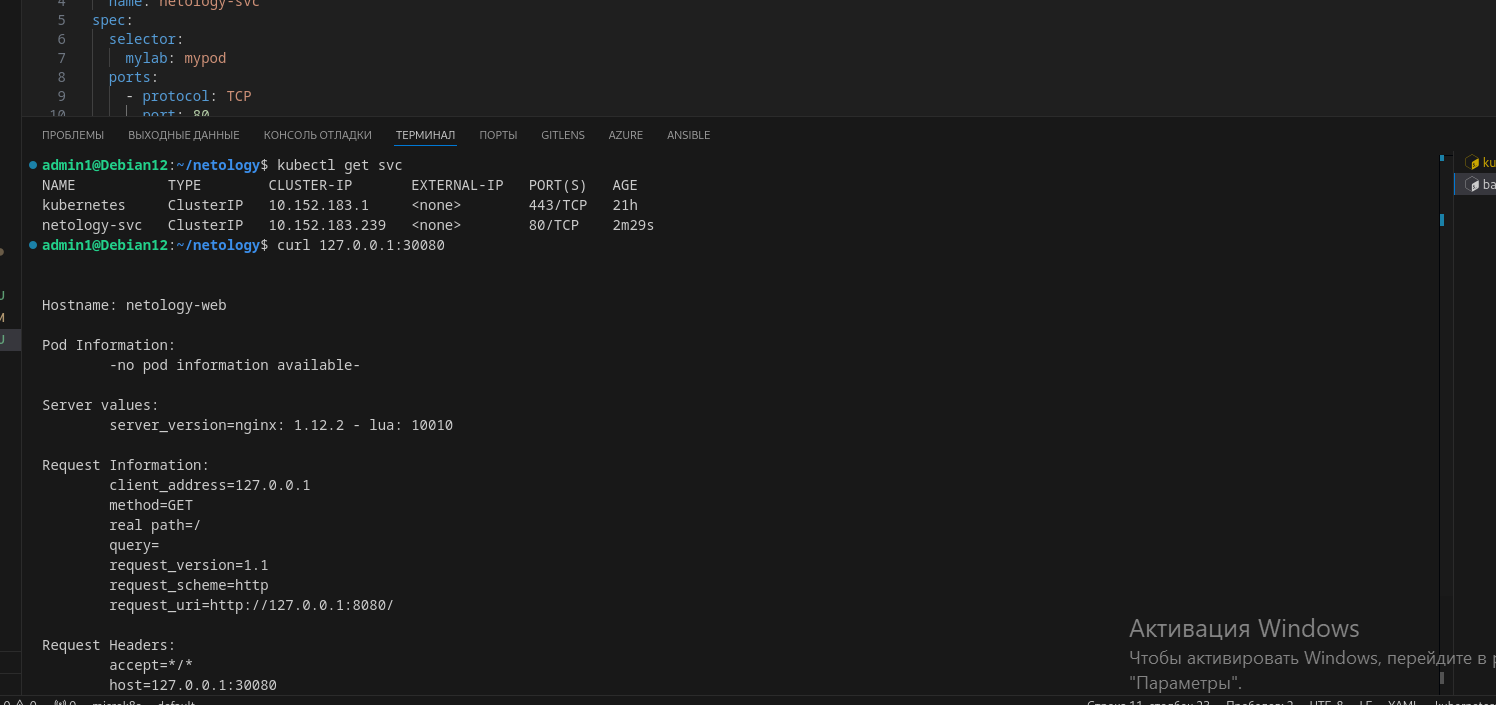 4 name: netology-svc
5 spec:
6 selector:
7 mylab: mypod
8 ports:
9 - protocol: TCP
10 port: 80
ПРОБЛЕМЫ ВЫХОДНЫЕ ДАННЫЕ КОНСОЛЬ ОТЛАДКИ ТЕРМИНАЛ ПОРТЫ GITLENS AZURE ANSIBLE
admin1@Debian12:~/netology$ kubectl get svc
NAME TYPE CLUSTER-IP EXTERNAL-IP PORT(S) AGE
kubernetes ClusterIP 10.152.183.1 <none> 443/TCP 21h
netology-svc ClusterIP 10.152.183.239 <none> 80/TCP 2m29s
admin1@Debian12:~/netology$ curl 127.0.0.1:30080
Hostname: netology-web
Pod Information:
-no pod information available-
Server values:
server_version=nginx: 1.12.2 - lua: 10010
Request Information:
client_address=127.0.0.1
method=GET
real path=/
query=
request_version=1.1
request_scheme=http
request_uri=http://127.0.0.1:8080/
Request Headers:
accept=*/*
host=127.0.0.1:30080
ku
ba
U
M
U
Активация Windows
Чтобы активировать Windows, перейдите в р
"Параметры".